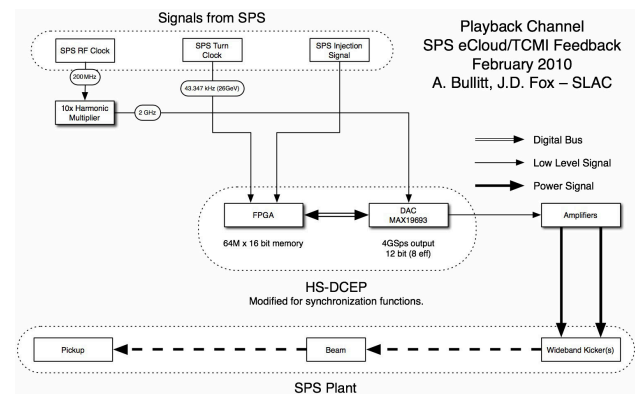 Signals from SPS
Playback Channel
SPS eCloud/TCMI Feedback
February 2010
A. Bullitt, J.D. Fox – SLAC
SPS RF Clock
SPS Turn
Clock
SPS Injection
Signal
200MHz
43.347 kHz (26GeV)
10x Harmonic
Multiplier
2 GHz
Digital Bus
Low Level Signal
Power Signal
FPGA
DAC
MAX19693
Amplifiers
64M x 16 bit memory
4GSps output
12 bit (8 eff)
HS-DCEP
Modified for synchronization functions.
Pickup
Beam
Wideband Kicker(s)
SPS Plant